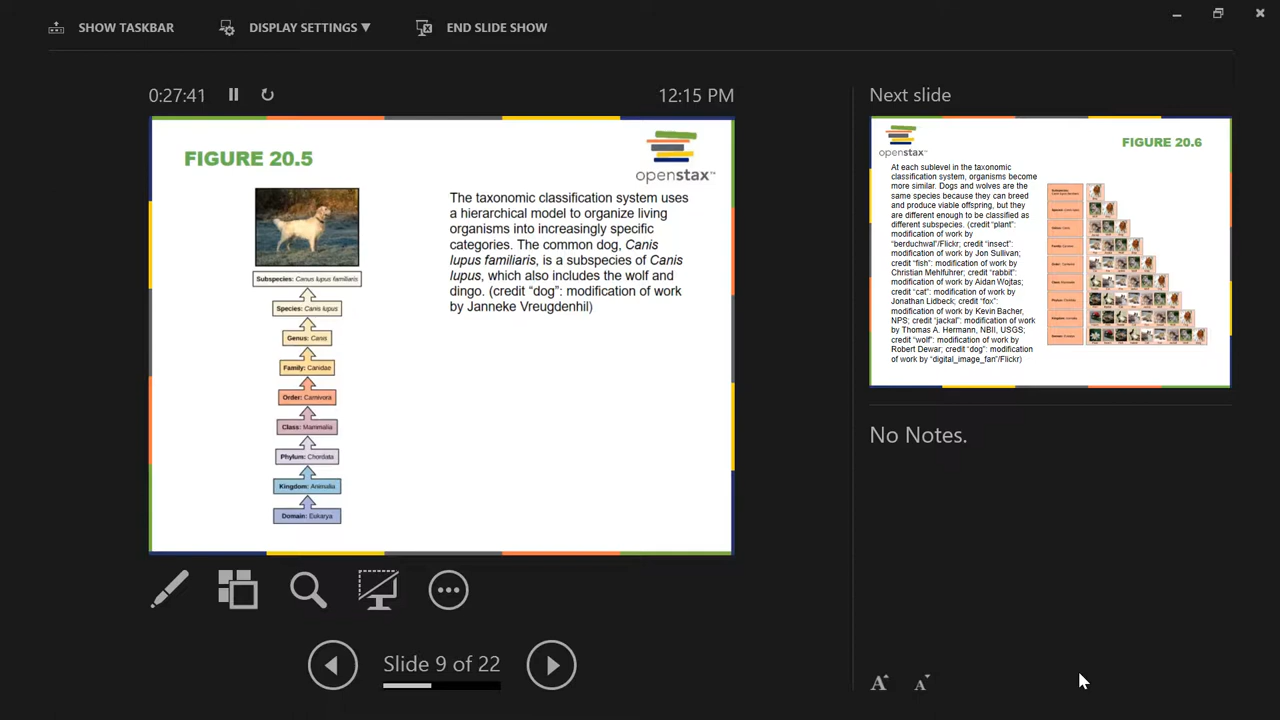 SHOW TASKBAR
DISPLAY SETTINGS ▼
END SLIDE SHOW
0:27:41
12:15 PM
FIGURE 20.5
openstax™
Subspecies: Canus lupus familiaris
Species: Canis lupus
Genus: Canis
Family: Canidae
Order: Carnivora
Class: Mammalia
Phylum: Chordata
Kingdom: Animalia
Domain: Eukarya
The taxonomic classification system uses
a hierarchical model to organize living
organisms into increasingly specific
categories. The common dog, Canis
lupus familiaris, is a subspecies of Canis
lupus, which also includes the wolf and
dingo. (credit “dog”: modification of work
by Janneke Vreugdenhil)
Slide 9 of 22
Next slide
openstax™
FIGURE 20.6
At each sublevel in the taxonomic
classification system, organisms become
more similar. Dogs and wolves are the
same species because they can breed
and produce viable offspring, but they
are different enough to be classified as
different subspecies. (credit “plant”:
modification of work by
“berduchwal”/Flickr; credit “insect”:
modification of work by Jon Sullivan;
credit “fish”: modification of work by
Christian Mehlführer; credit “rabbit”:
modification of work by Aidan Wojtas;
credit “cat”: modification of work by
Jonathan Lidbeck; credit “fox”:
modification of work by Kevin Bacher,
NPS; credit “jackal”: modification of work
by Thomas A. Hermann, NBII, USGS;
credit “wolf”: modification of work by
Robert Dewar; credit “dog”: modification
of work by “digital_image_fan”/Flickr)
No Notes.
A A